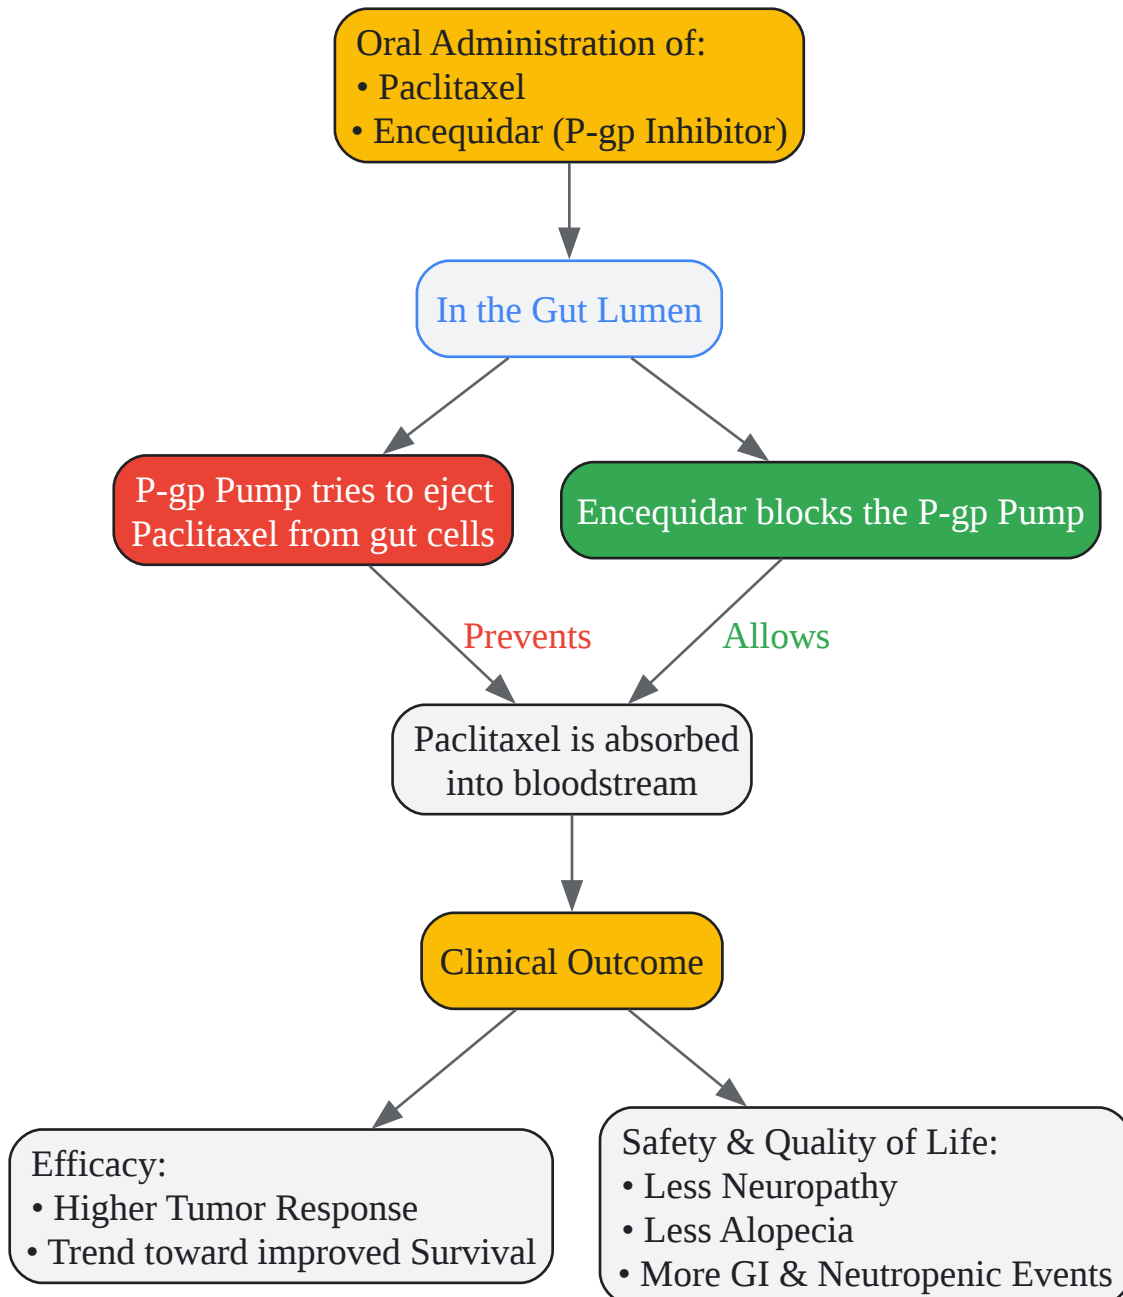 Oral Administration of:
• Paclitaxel
• Encequidar (P-gp Inhibitor)
In the Gut Lumen
P-gp Pump tries to eject
Paclitaxel from gut cells
Encequidar blocks the P-gp Pump
Prevents
Allows
Paclitaxel is absorbed
into bloodstream
Clinical Outcome
Efficacy:
• Higher Tumor Response
• Trend toward improved Survival
Safety & Quality of Life:
• Less Neuropathy
• Less Alopecia
• More GI & Neutropenic Events